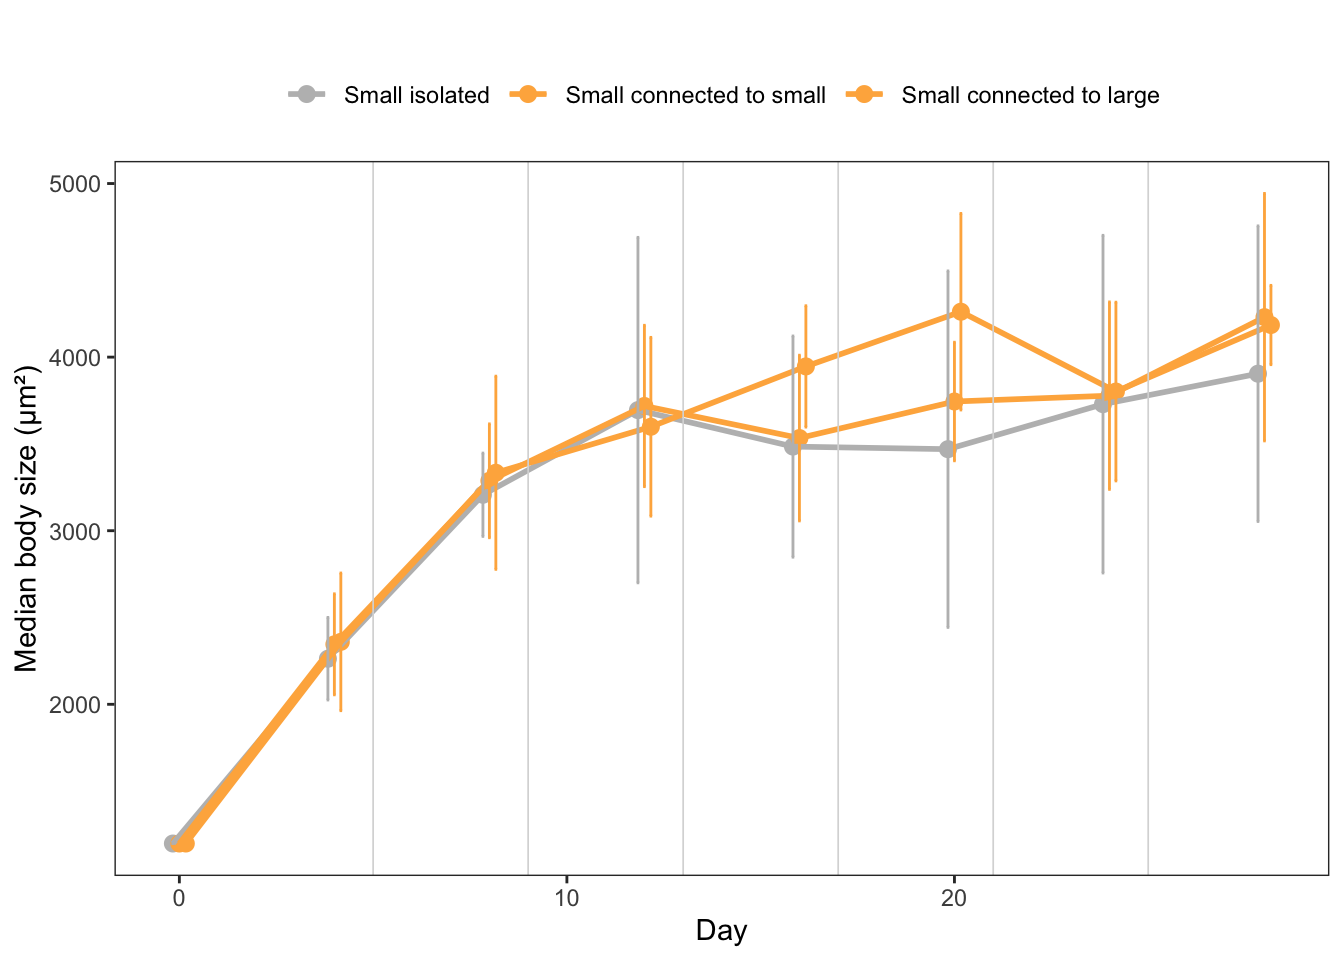 Small isolated Small connected to small Small connected to large
5000
4000
3000
2000
Median body size (μm²)
0 10 20
Day